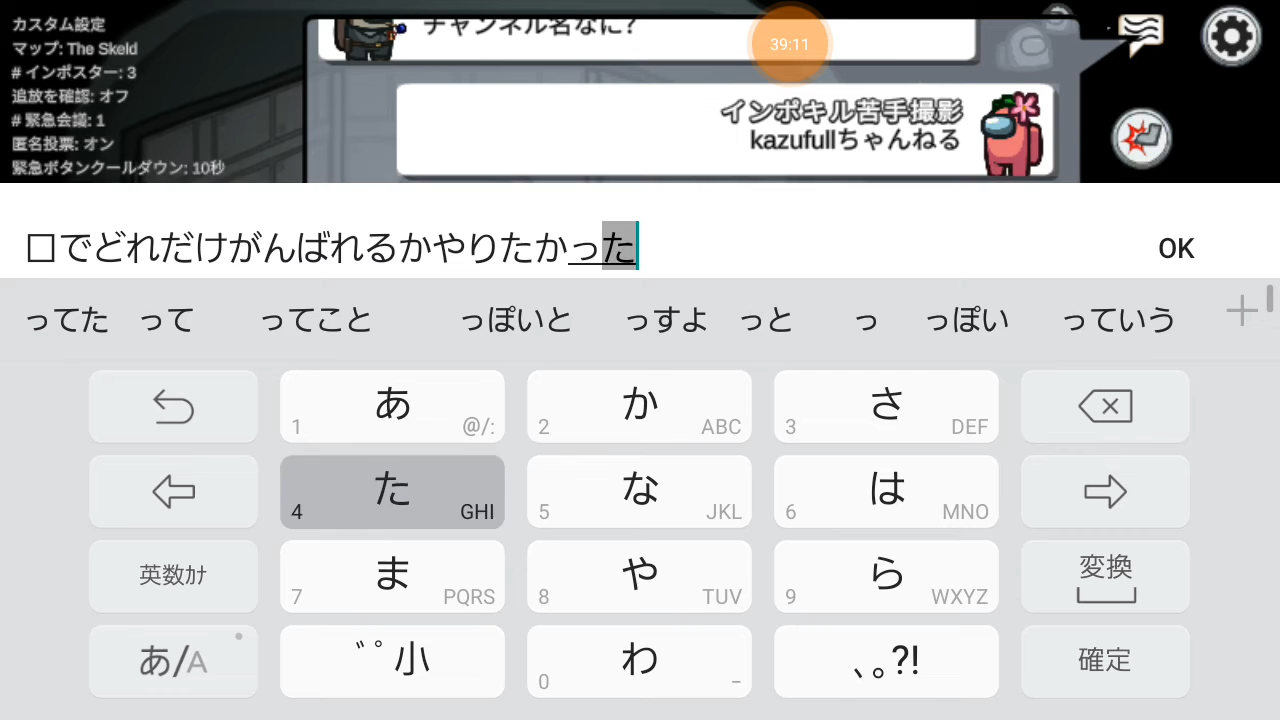 カスタム設定
マップ: The Skeld
# インポスター: 3
追放を確認: オフ
# 緊急会議: 1
匿名投票: オン
緊急ボタンクールダウン: 10秒
チャンネル名なに?
39:11
インポキル苦手撮影
kazufullちゃんねる
口でどれだけがんばれるかやりたかった
OK
ってた って ってこと っぽいと っすよ っと っ っぽい っていう
1 あ @/:
2 か ABC
3 さ DEF
4 た GHI
5 な JKL
6 は MNO
英数カナ
7 ま PQRS
8 や TUV
9 ら WXYZ
変換
あ/A
゛゜小
0 わ -
､｡?!
確定